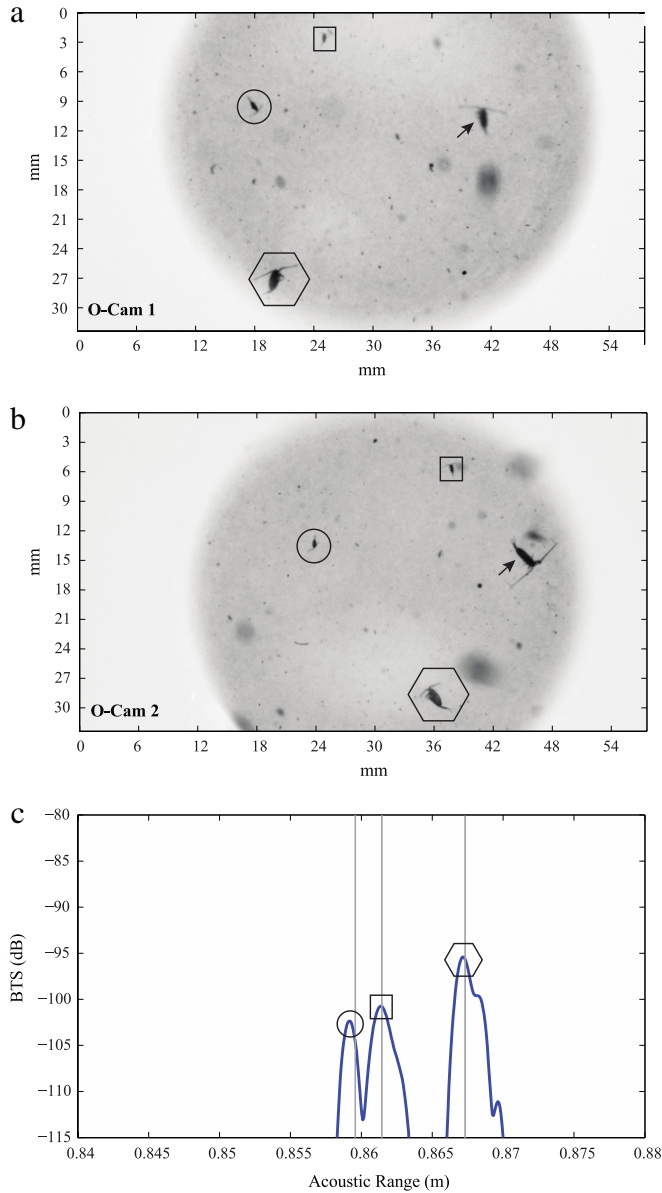 a
0
3
6
9
12
15
18
21
24
27
30
mm
O-Cam 1
0 6 12 18 24 30 36 42 48 54
mm
b
0
3
6
9
12
15
18
21
24
27
30
mm
O-Cam 2
0 6 12 18 24 30 36 42 48 54
mm
c
−80
−85
−90
−95
−100
−105
−110
−115
BTS (dB)
0.84 0.845 0.85 0.855 0.86 0.865 0.87 0.875 0.88
Acoustic Range (m)